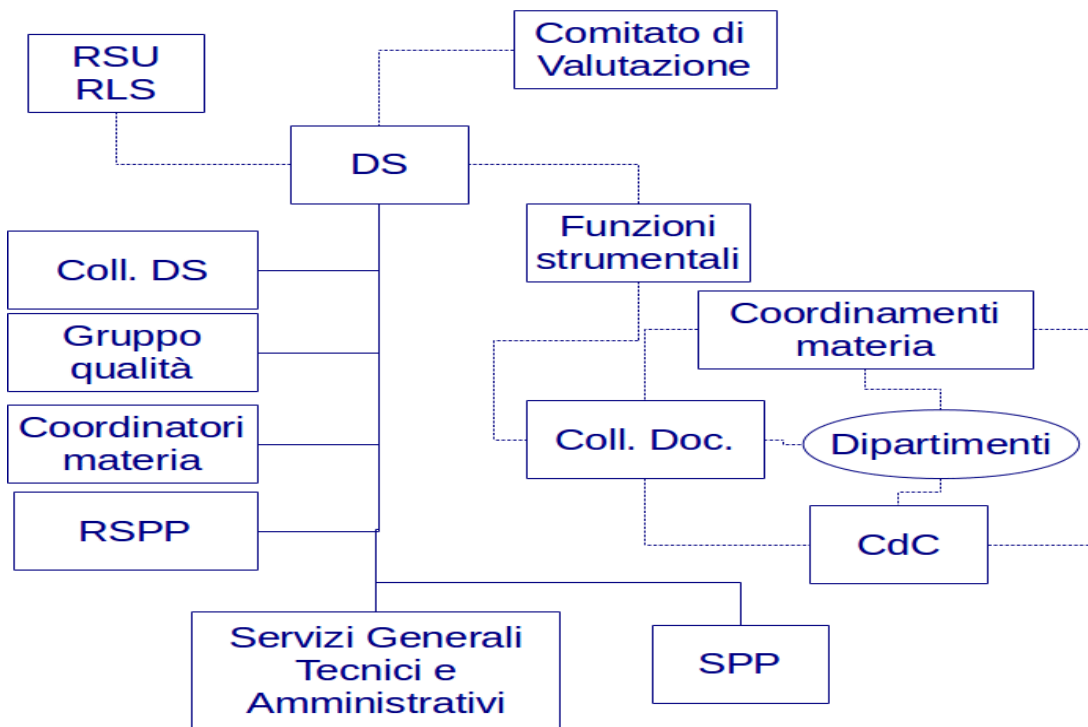 Comitato di
Valutazione
RSU
RLS
DS
Funzioni
strumentali
Coll. DS
Gruppo
qualità
Coordinatori
materia
RSPP
Coordinamenti
materia
Coll. Doc.
Dipartimenti
CdC
Servizi Generali
Tecnici e
Amministrativi
SPP